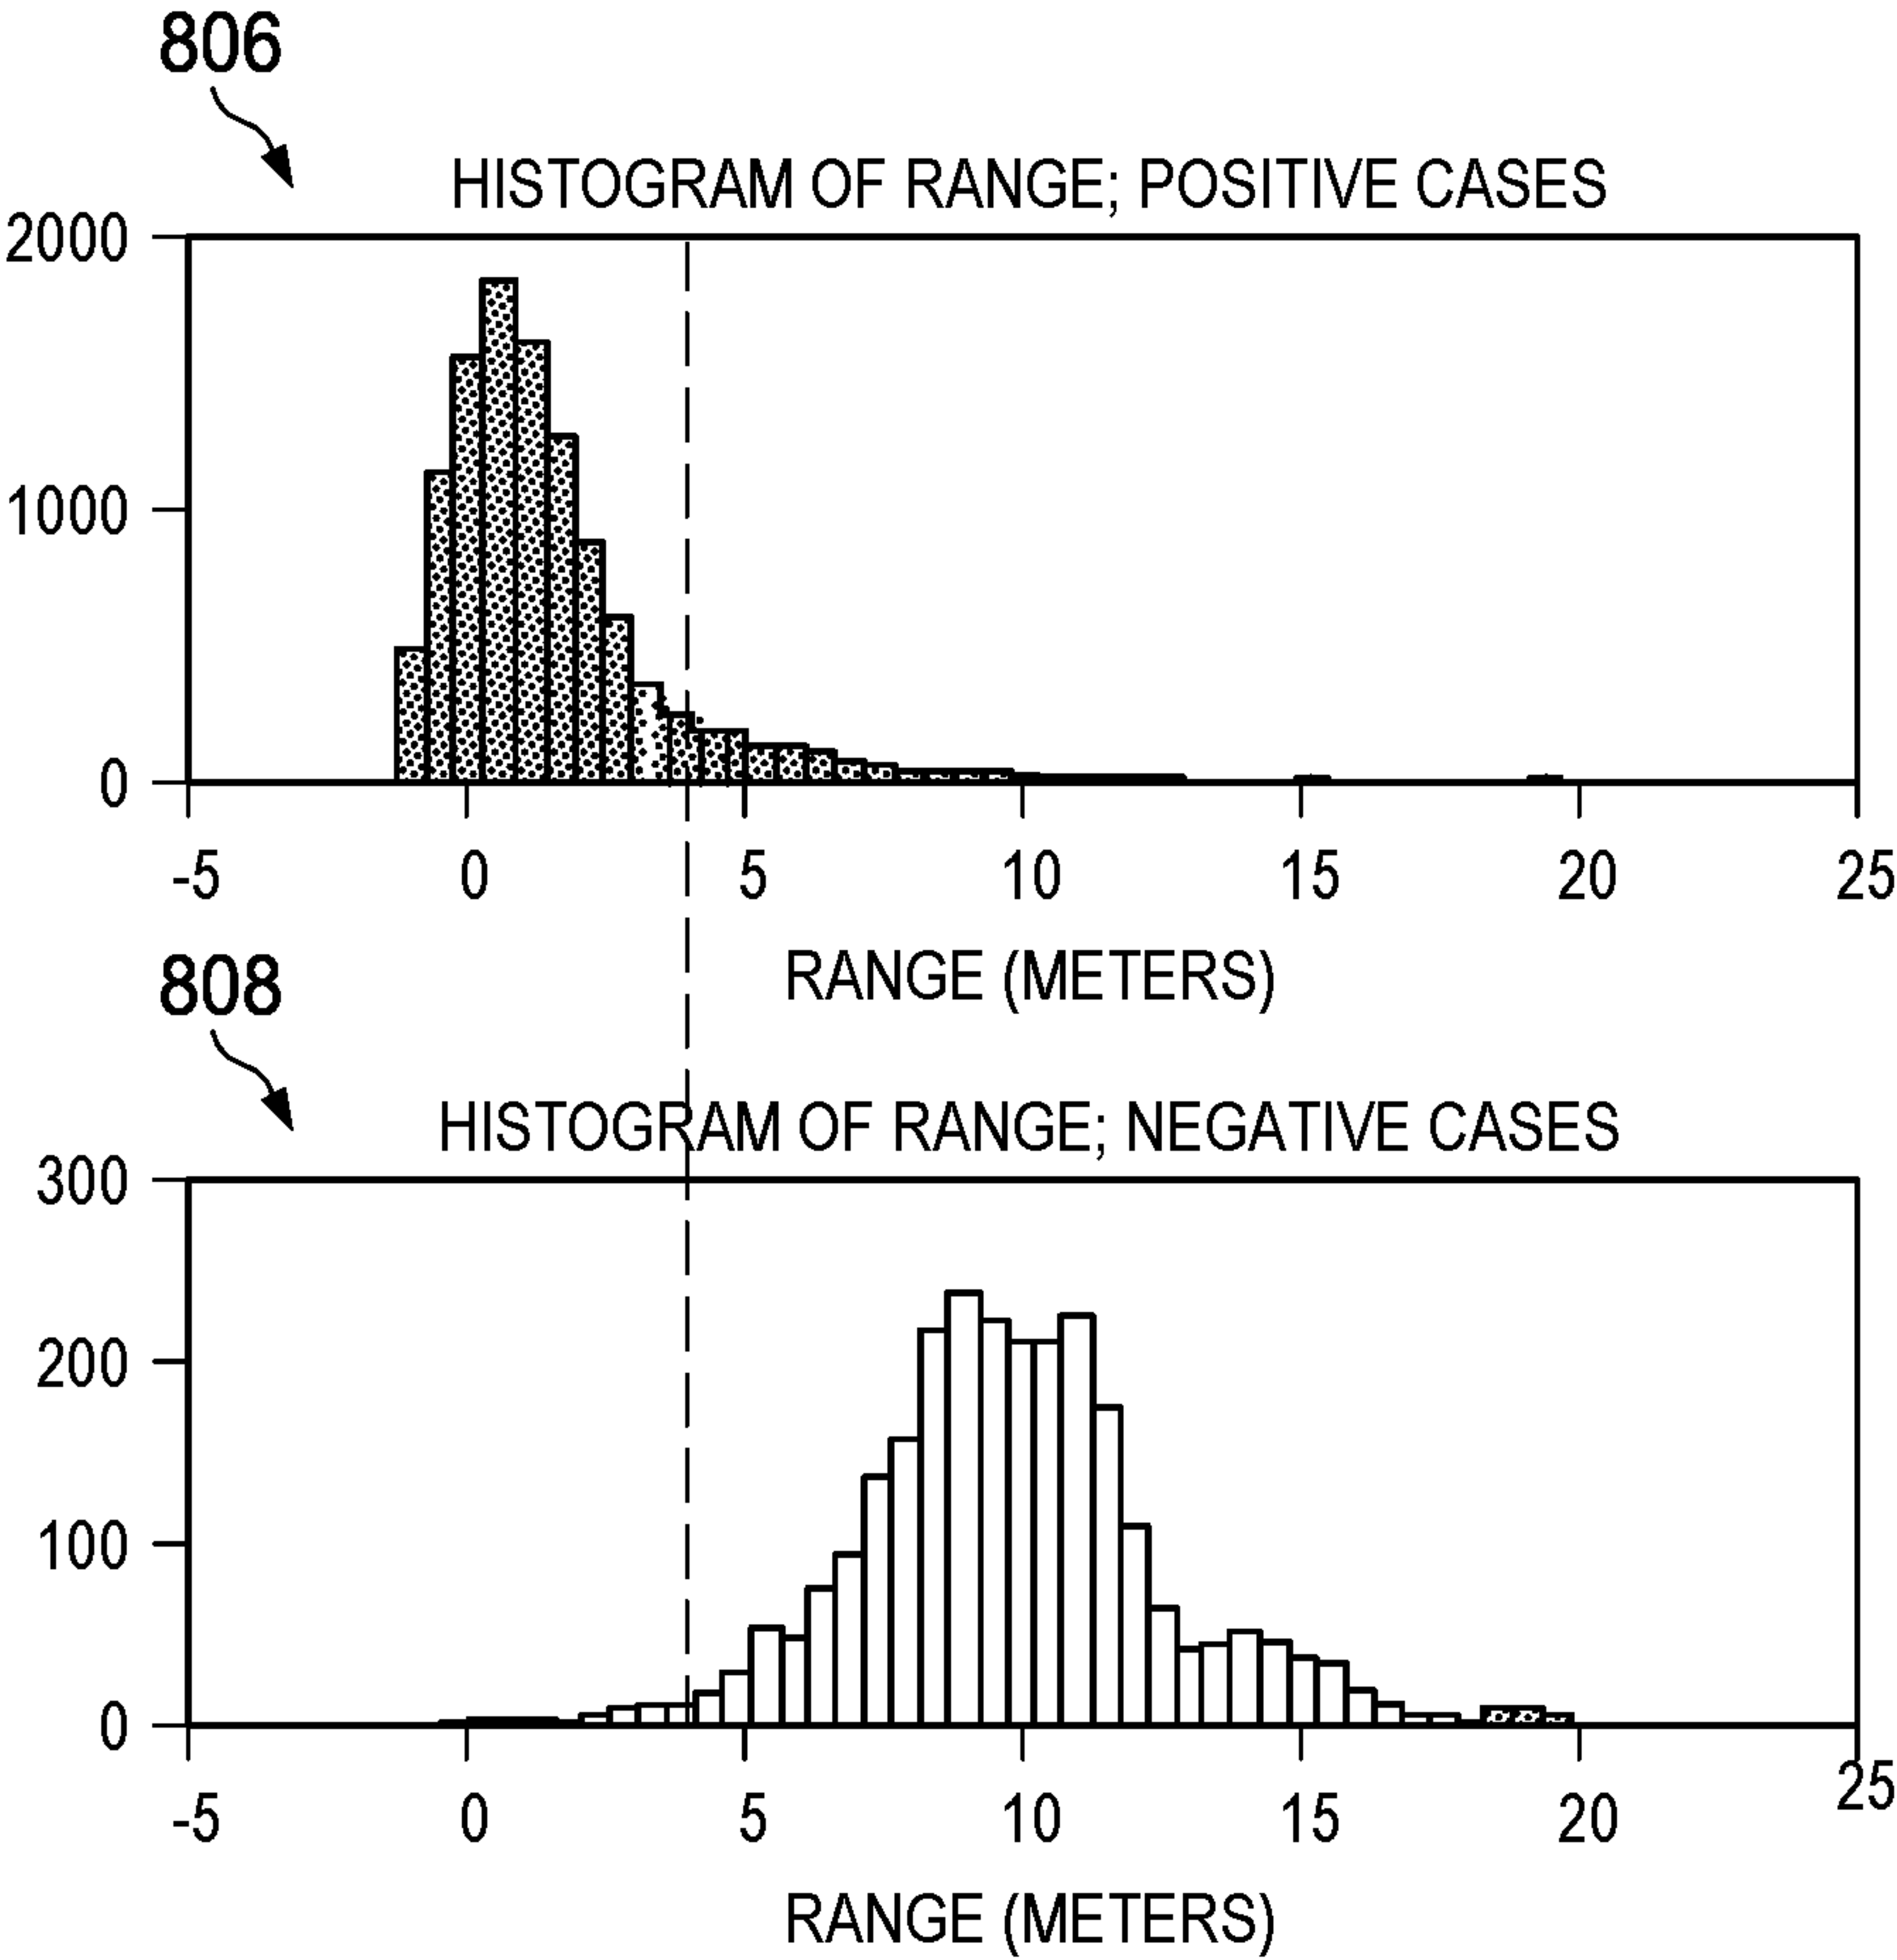 806
HISTOGRAM OF RANGE; POSITIVE CASES
2000
1000
0
-5 0 5 10 15 20 25
RANGE (METERS)
808
HISTOGRAM OF RANGE; NEGATIVE CASES
300
200
100
0
-5 0 5 10 15 20 25
RANGE (METERS)